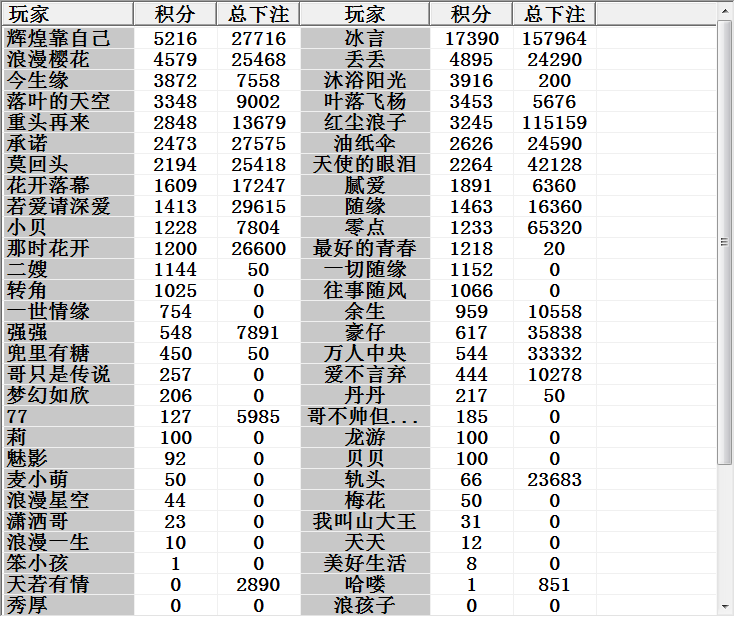 玩家 积分 总下注 玩家 积分 总下注
辉煌靠自己 5216 27716 冰言 17390 157964
浪漫樱花 4579 25468 丢丢 4895 24290
今生缘 3872 7558 沐浴阳光 3916 200
落叶的天空 3348 9002 叶落飞杨 3453 5676
重头再来 2848 13679 红尘浪子 3245 115159
承诺 2473 27575 油纸伞 2626 24590
莫回头 2194 25418 天使的眼泪 2264 42128
花开落幕 1609 17247 腻爱 1891 6360
若爱请深爱 1413 29615 随缘 1463 16360
小贝 1228 7804 零点 1233 65320
那时花开 1200 26600 最好的青春 1218 20
二嫂 1144 50 一切随缘 1152 0
转角 1025 0 往事随风 1066 0
一世情缘 754 0 余生 959 10558
强强 548 7891 豪仔 617 35838
兜里有糖 450 50 万人中央 544 33332
哥只是传说 257 0 爱不言弃 444 10278
梦幻如欣 206 0 丹丹 217 50
77 127 5985 哥不帅但... 185 0
莉 100 0 龙游 100 0
魅影 92 0 贝贝 100 0
麦小萌 50 0 轨头 66 23683
浪漫星空 44 0 梅花 50 0
潇洒哥 23 0 我叫山大王 31 0
浪漫一生 10 0 天天 12 0
笨小孩 1 0 美好生活 8 0
天若有情 0 2890 哈喽 1 851
秀厚 0 0 浪孩子 0 0